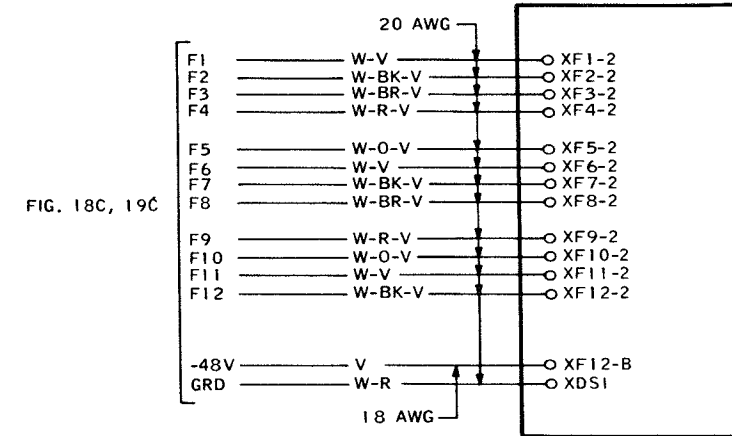 20 AWG
F1 W-V XF1-2
F2 W-BK-V XF2-2
F3 W-BR-V XF3-2
F4 W-R-V XF4-2
F5 W-O-V XF5-2
F6 W-V XF6-2
F7 W-BK-V XF7-2
FIG. 18C, 19C F8 W-BR-V XF8-2
F9 W-R-V XF9-2
F10 W-O-V XF10-2
F11 W-V XF11-2
F12 W-BK-V XF12-2
-48V V XF12-B
GRD W-R XDS1
18 AWG